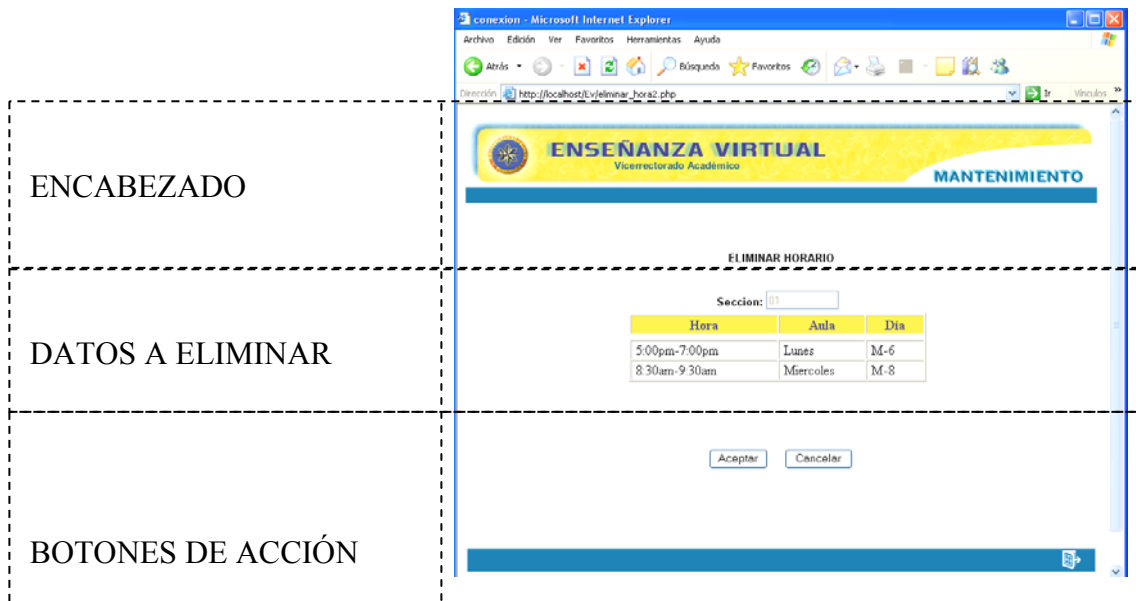 conexion - Microsoft Internet Explorer
Archivo Edición Ver Favoritos Herramientas Ayuda
Atrás Búsqueda Favoritos
Dirección http://localhost/Ev/eliminar_hora2.php Ir Vínculos »
ENSEÑANZA VIRTUAL
Vicerrectorado Académico
MANTENIMIENTO
ENCABEZADO
ELIMINAR HORARIO
Seccion: 01
Hora Aula Día
5:00pm-7:00pm Lunes M-6
8:30am-9:30am Miercoles M-8
DATOS A ELIMINAR
Aceptar Cancelar
BOTONES DE ACCIÓN